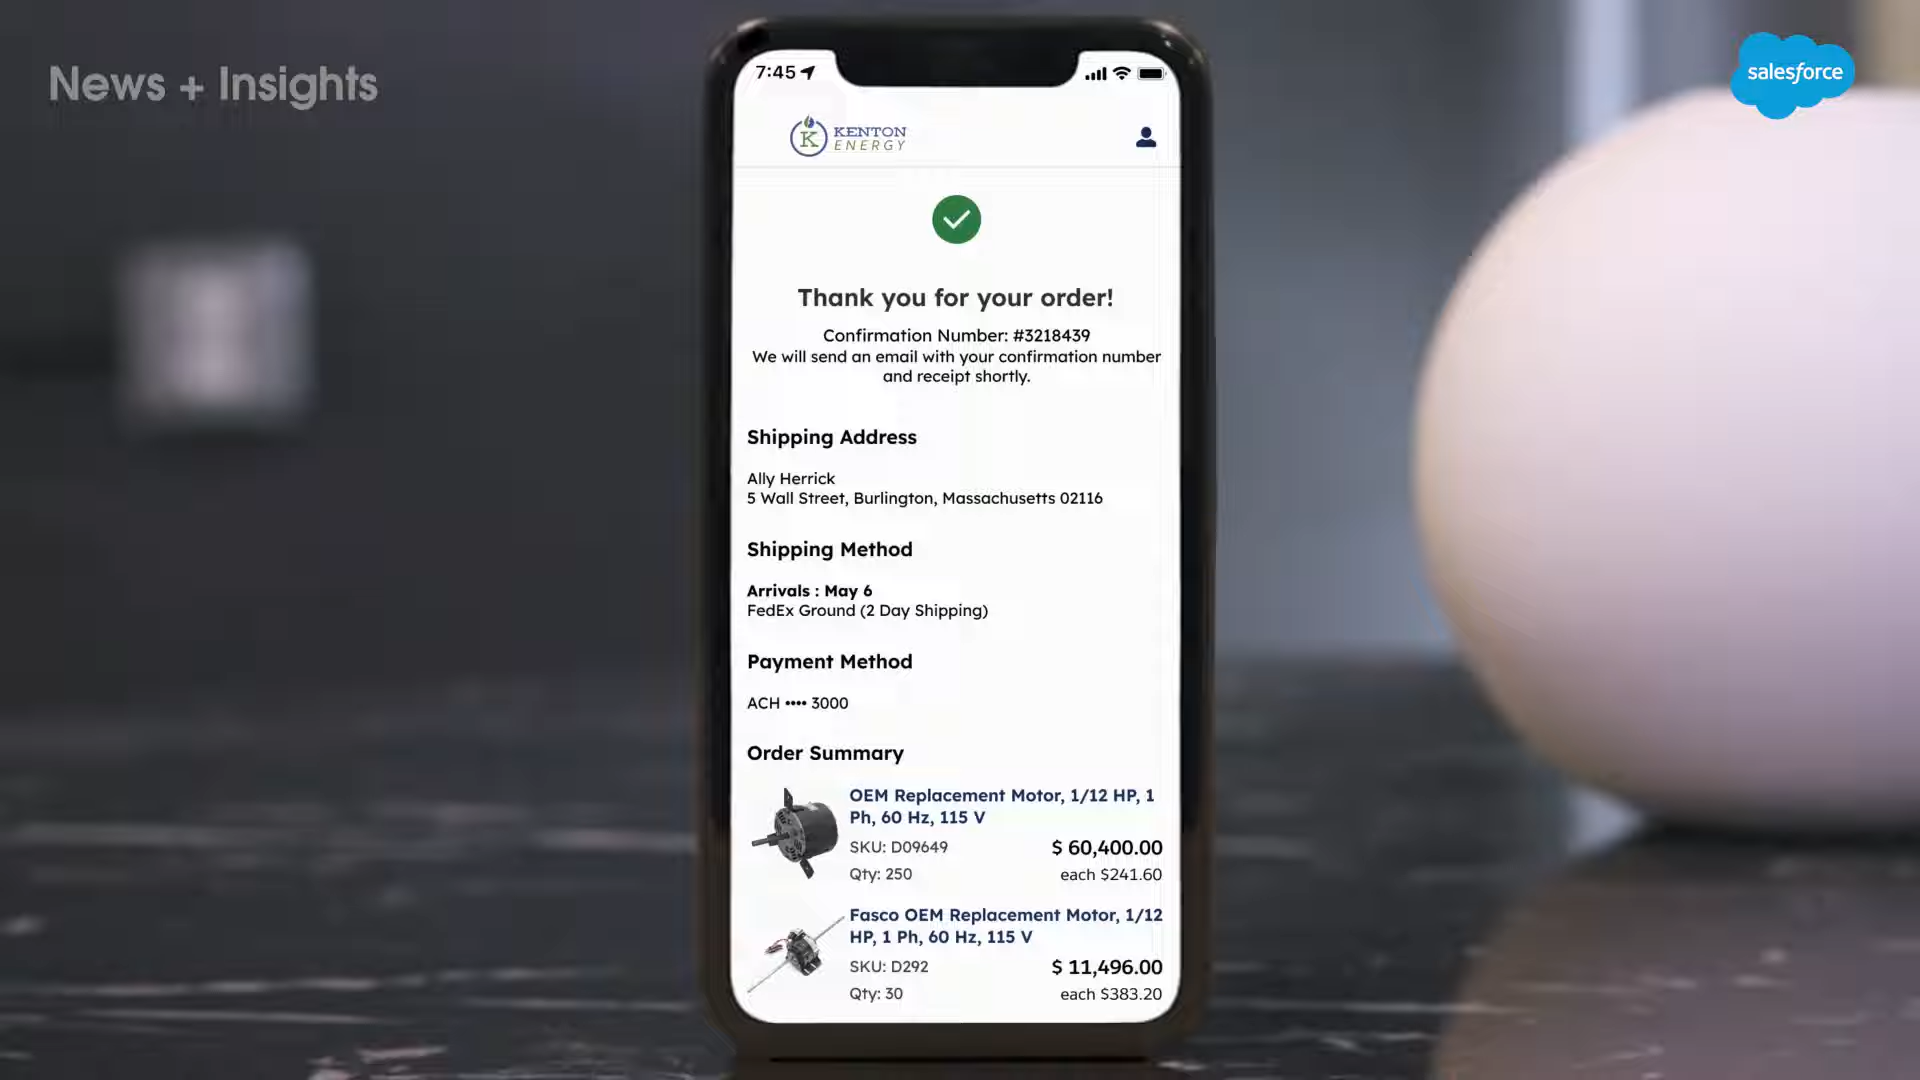 News + Insights
salesforce
7:45
K KENTON
ENERGY
Thank you for your order!
Confirmation Number: #3218439
We will send an email with your confirmation number
and receipt shortly.
Shipping Address
Ally Herrick
5 Wall Street, Burlington, Massachusetts 02116
Shipping Method
Arrivals : May 6
FedEx Ground (2 Day Shipping)
Payment Method
ACH •••• 3000
Order Summary
OEM Replacement Motor, 1/12 HP, 1
Ph, 60 Hz, 115 V
SKU: D09649
$ 60,400.00
Qty: 250
each $241.60
Fasco OEM Replacement Motor, 1/12
HP, 1 Ph, 60 Hz, 115 V
SKU: D292
$ 11,496.00
Qty: 30
each $383.20